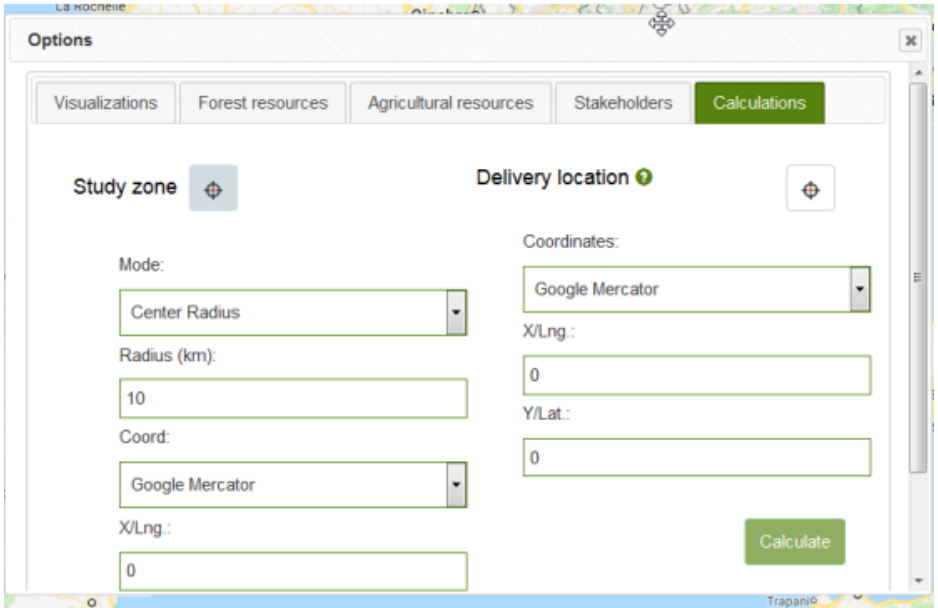 La Rochelle
Options
Visualizations
Forest resources
Agricultural resources
Stakeholders
Calculations
Study zone
Mode:
Center Radius
Radius (km):
10
Coord:
Google Mercator
X/Lng.:
0
Delivery location
Coordinates:
Google Mercator
X/Lng.:
0
Y/Lat.:
0
Calculate
Trapani